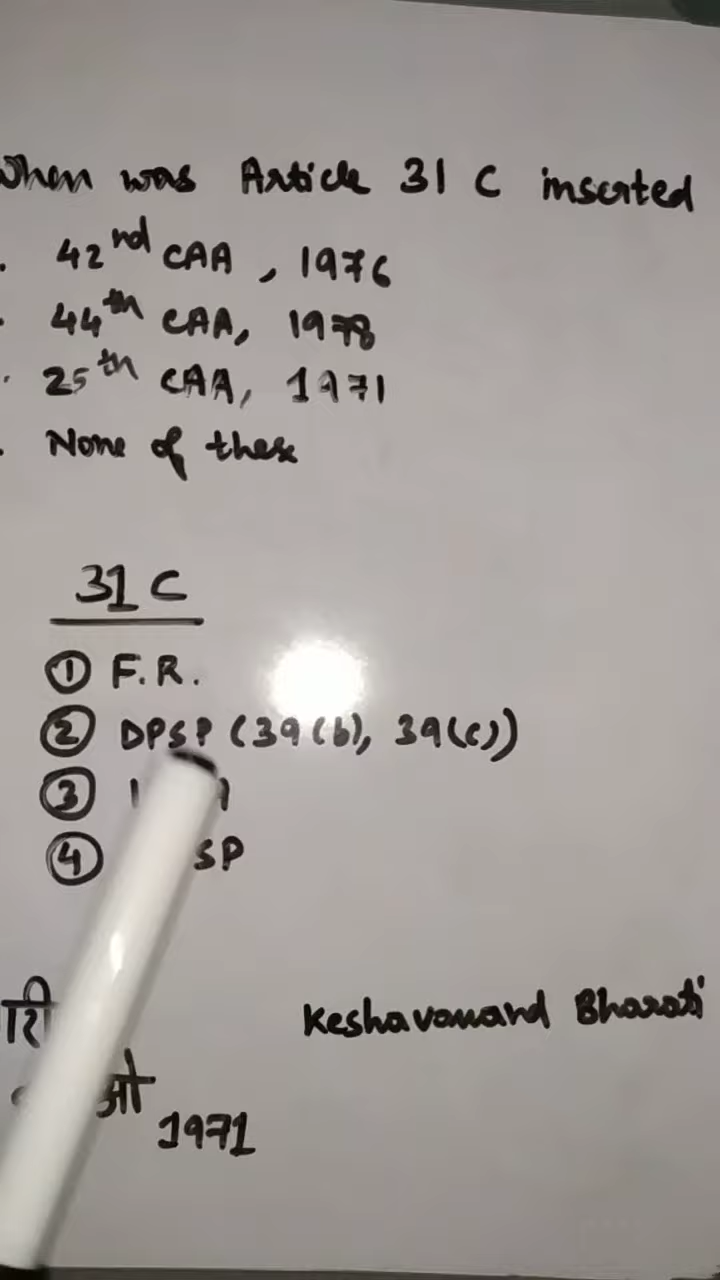 When was Article 31 C inserted
. 42nd CAA, 1976
. 44th CAA, 1978
. 25th CAA, 1971
. None of these
31 C
① F.R.
② DPSP (39(b), 39(c))
③
④ SP
Keshavanand Bharati
1971